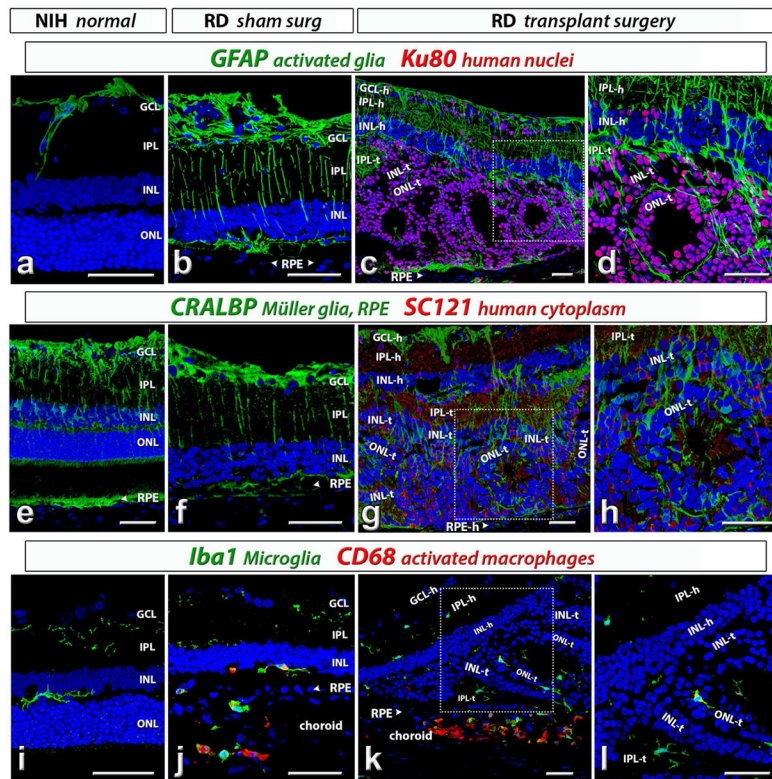 NIH normal
RD sham surg
RD transplant surgery
GFAP activated glia Ku80 human nuclei
GCL
IPL
INL
ONL
a
GCL
IPL
INL
RPE
b
GCL-h
IPL-h
INL-h
IPL-t
INL-t
ONL-t
RPE
c
IPL-h
INL-h
IPL-t
INL-t
ONL-t
d
CRALBP Müller glia, RPE SC121 human cytoplasm
GCL
IPL
INL
ONL
RPE
e
GCL
IPL
INL
RPE
f
GCL-h
IPL-h
INL-h
IPL-t
INL-t
INL-t
INL-t
ONL-t
ONL-t
ONL-t
INL-t
RPE-h
g
IPL-t
INL-t
ONL-t
h
Iba1 Microglia CD68 activated macrophages
GCL
IPL
INL
ONL
i
GCL
IPL
INL
RPE
choroid
j
GCL-h
IPL-h
INL-h
INL-t
ONL-t
INL-t
ONL-t
IPL-t
RPE
choroid
k
IPL-h
INL-h
INL-t
ONL-t
INL-t
IPL-t
l